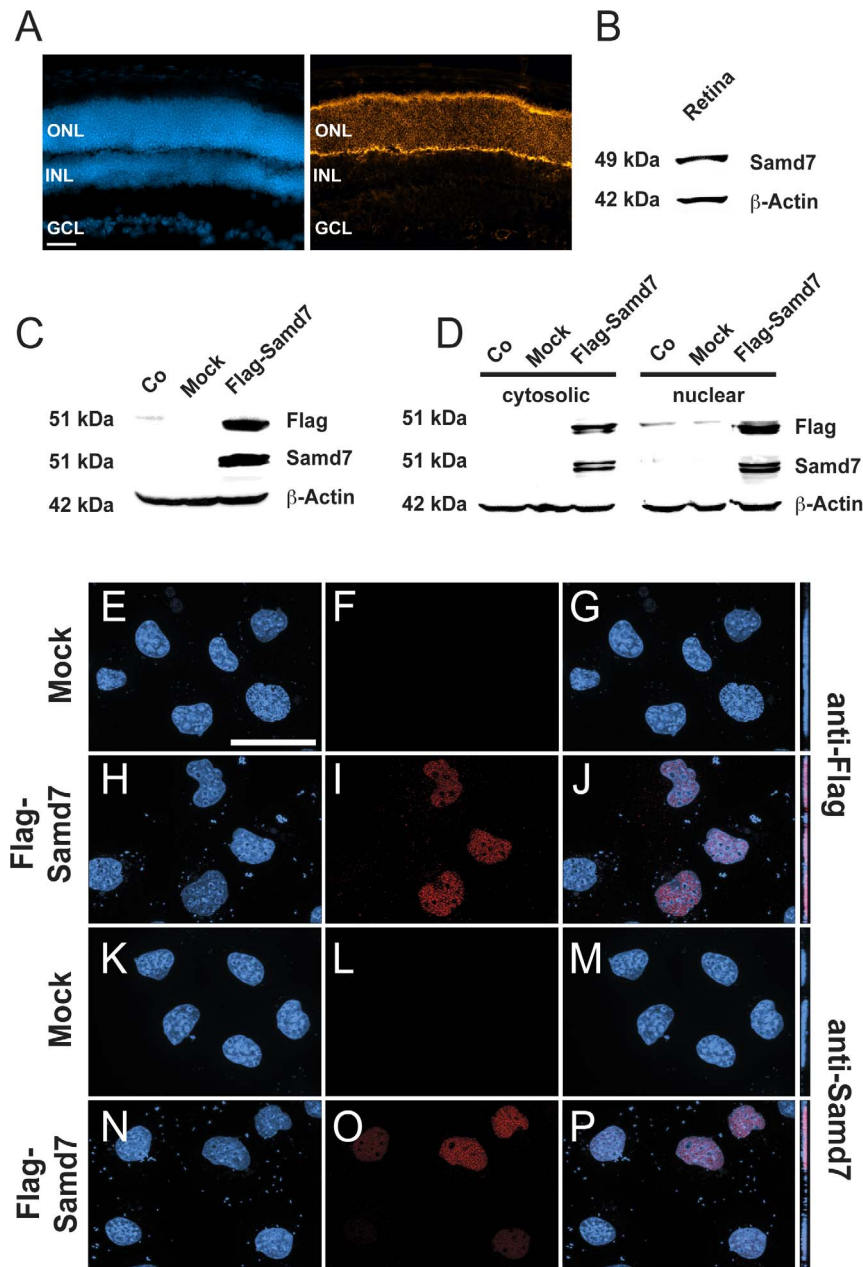 A
ONL
INL
GCL
ONL
INL
GCL
B
Retina
49 kDa
Samd7
42 kDa
β-Actin
C
Co
Mock
Flag-Samd7
51 kDa
Flag
51 kDa
Samd7
42 kDa
β-Actin
D
Co
Mock
Flag-Samd7
Co
Mock
Flag-Samd7
cytosolic
nuclear
51 kDa
Flag
51 kDa
Samd7
42 kDa
β-Actin
Mock
E
F
G
Flag-
Samd7
H
I
J
anti-Flag
Mock
K
L
M
Flag-
Samd7
N
O
P
anti-Samd7